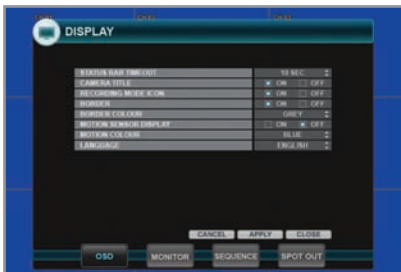 DISPLAY
STATUS BAR TIMEOUT 10 SEC
CAMERA TITLE ON OFF
RECORDING MODE ICON ON OFF
BORDER ON OFF
BORDER COLOUR GREY
MOTION SENSOR DISPLAY ON OFF
MOTION COLOUR BLUE
LANGUAGE ENGLISH
CANCEL APPLY CLOSE
OSD MONITOR SEQUENCE SPOT OUT